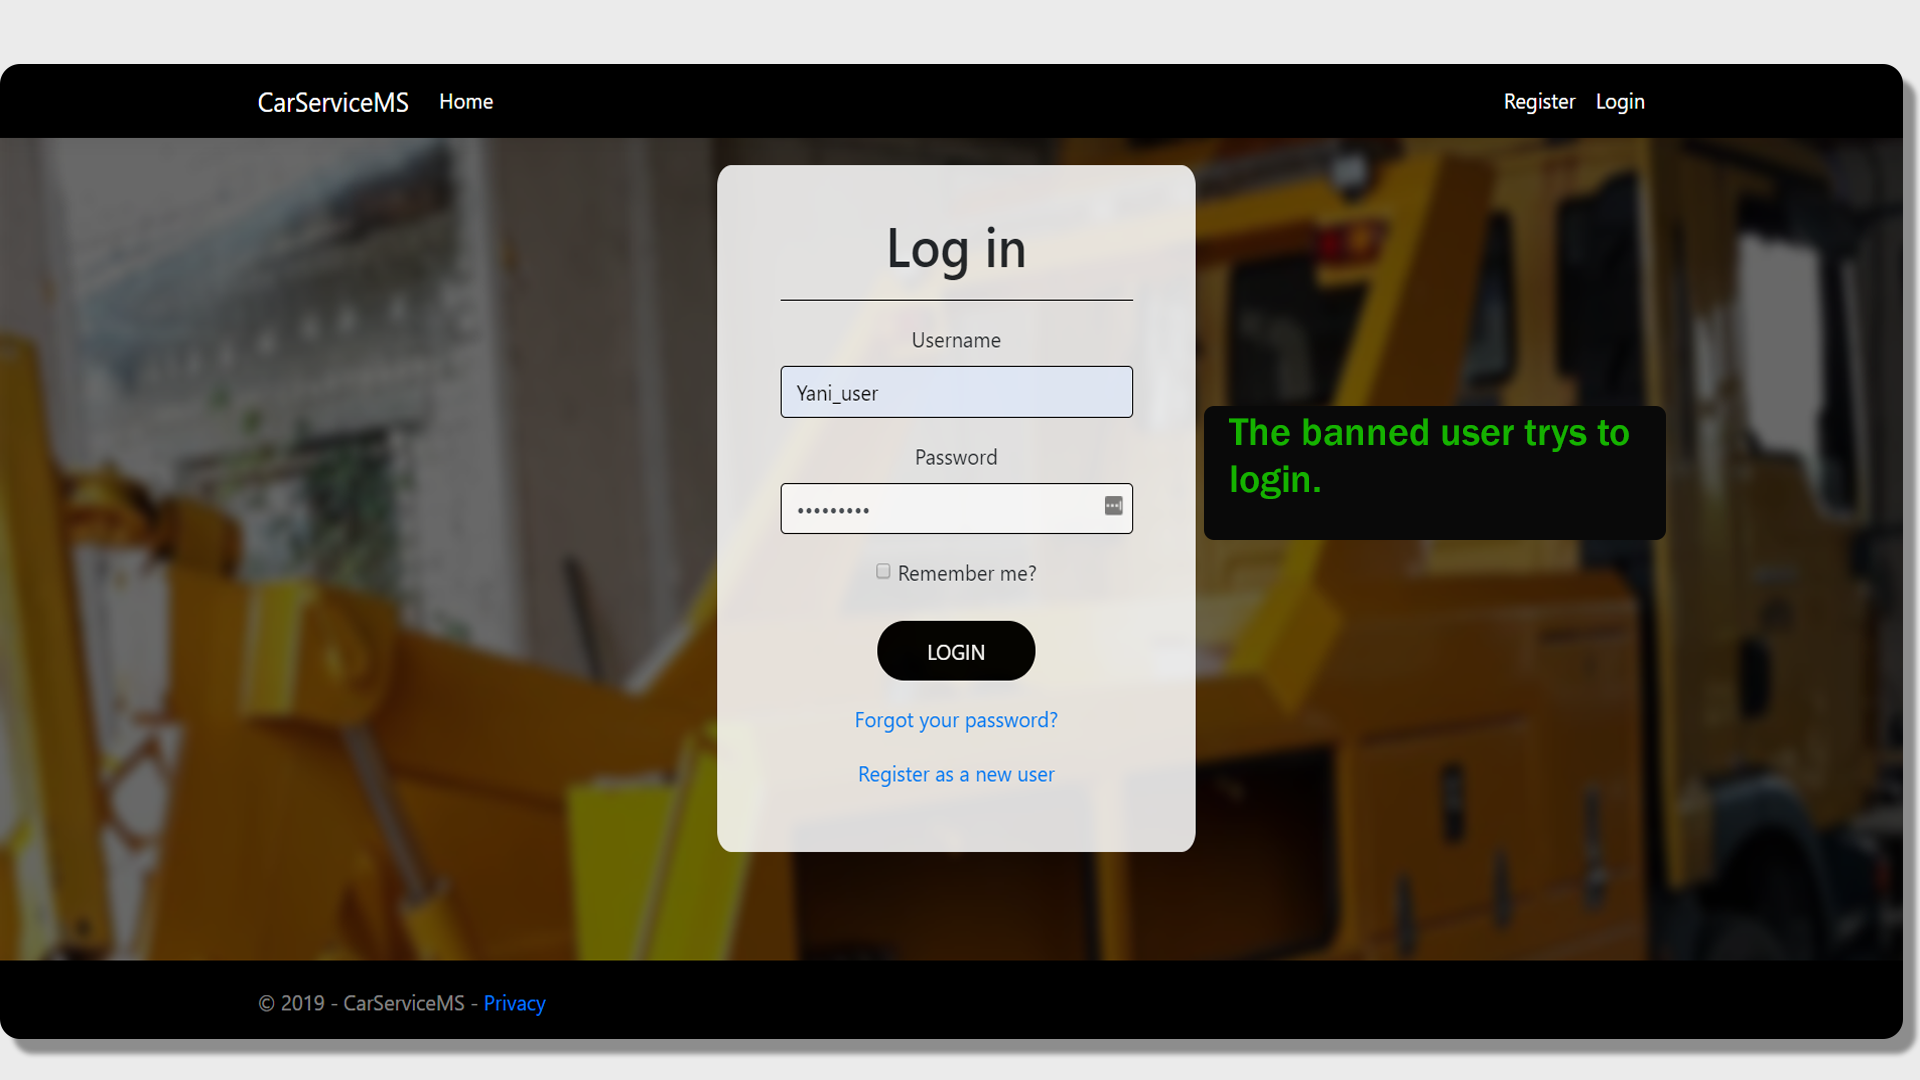 CarServiceMS Home Register Login
Log in
Username
Yani_user
Password
•••••••••
Remember me?
LOGIN
Forgot your password?
Register as a new user
The banned user trys to
login.
© 2019 - CarServiceMS - Privacy